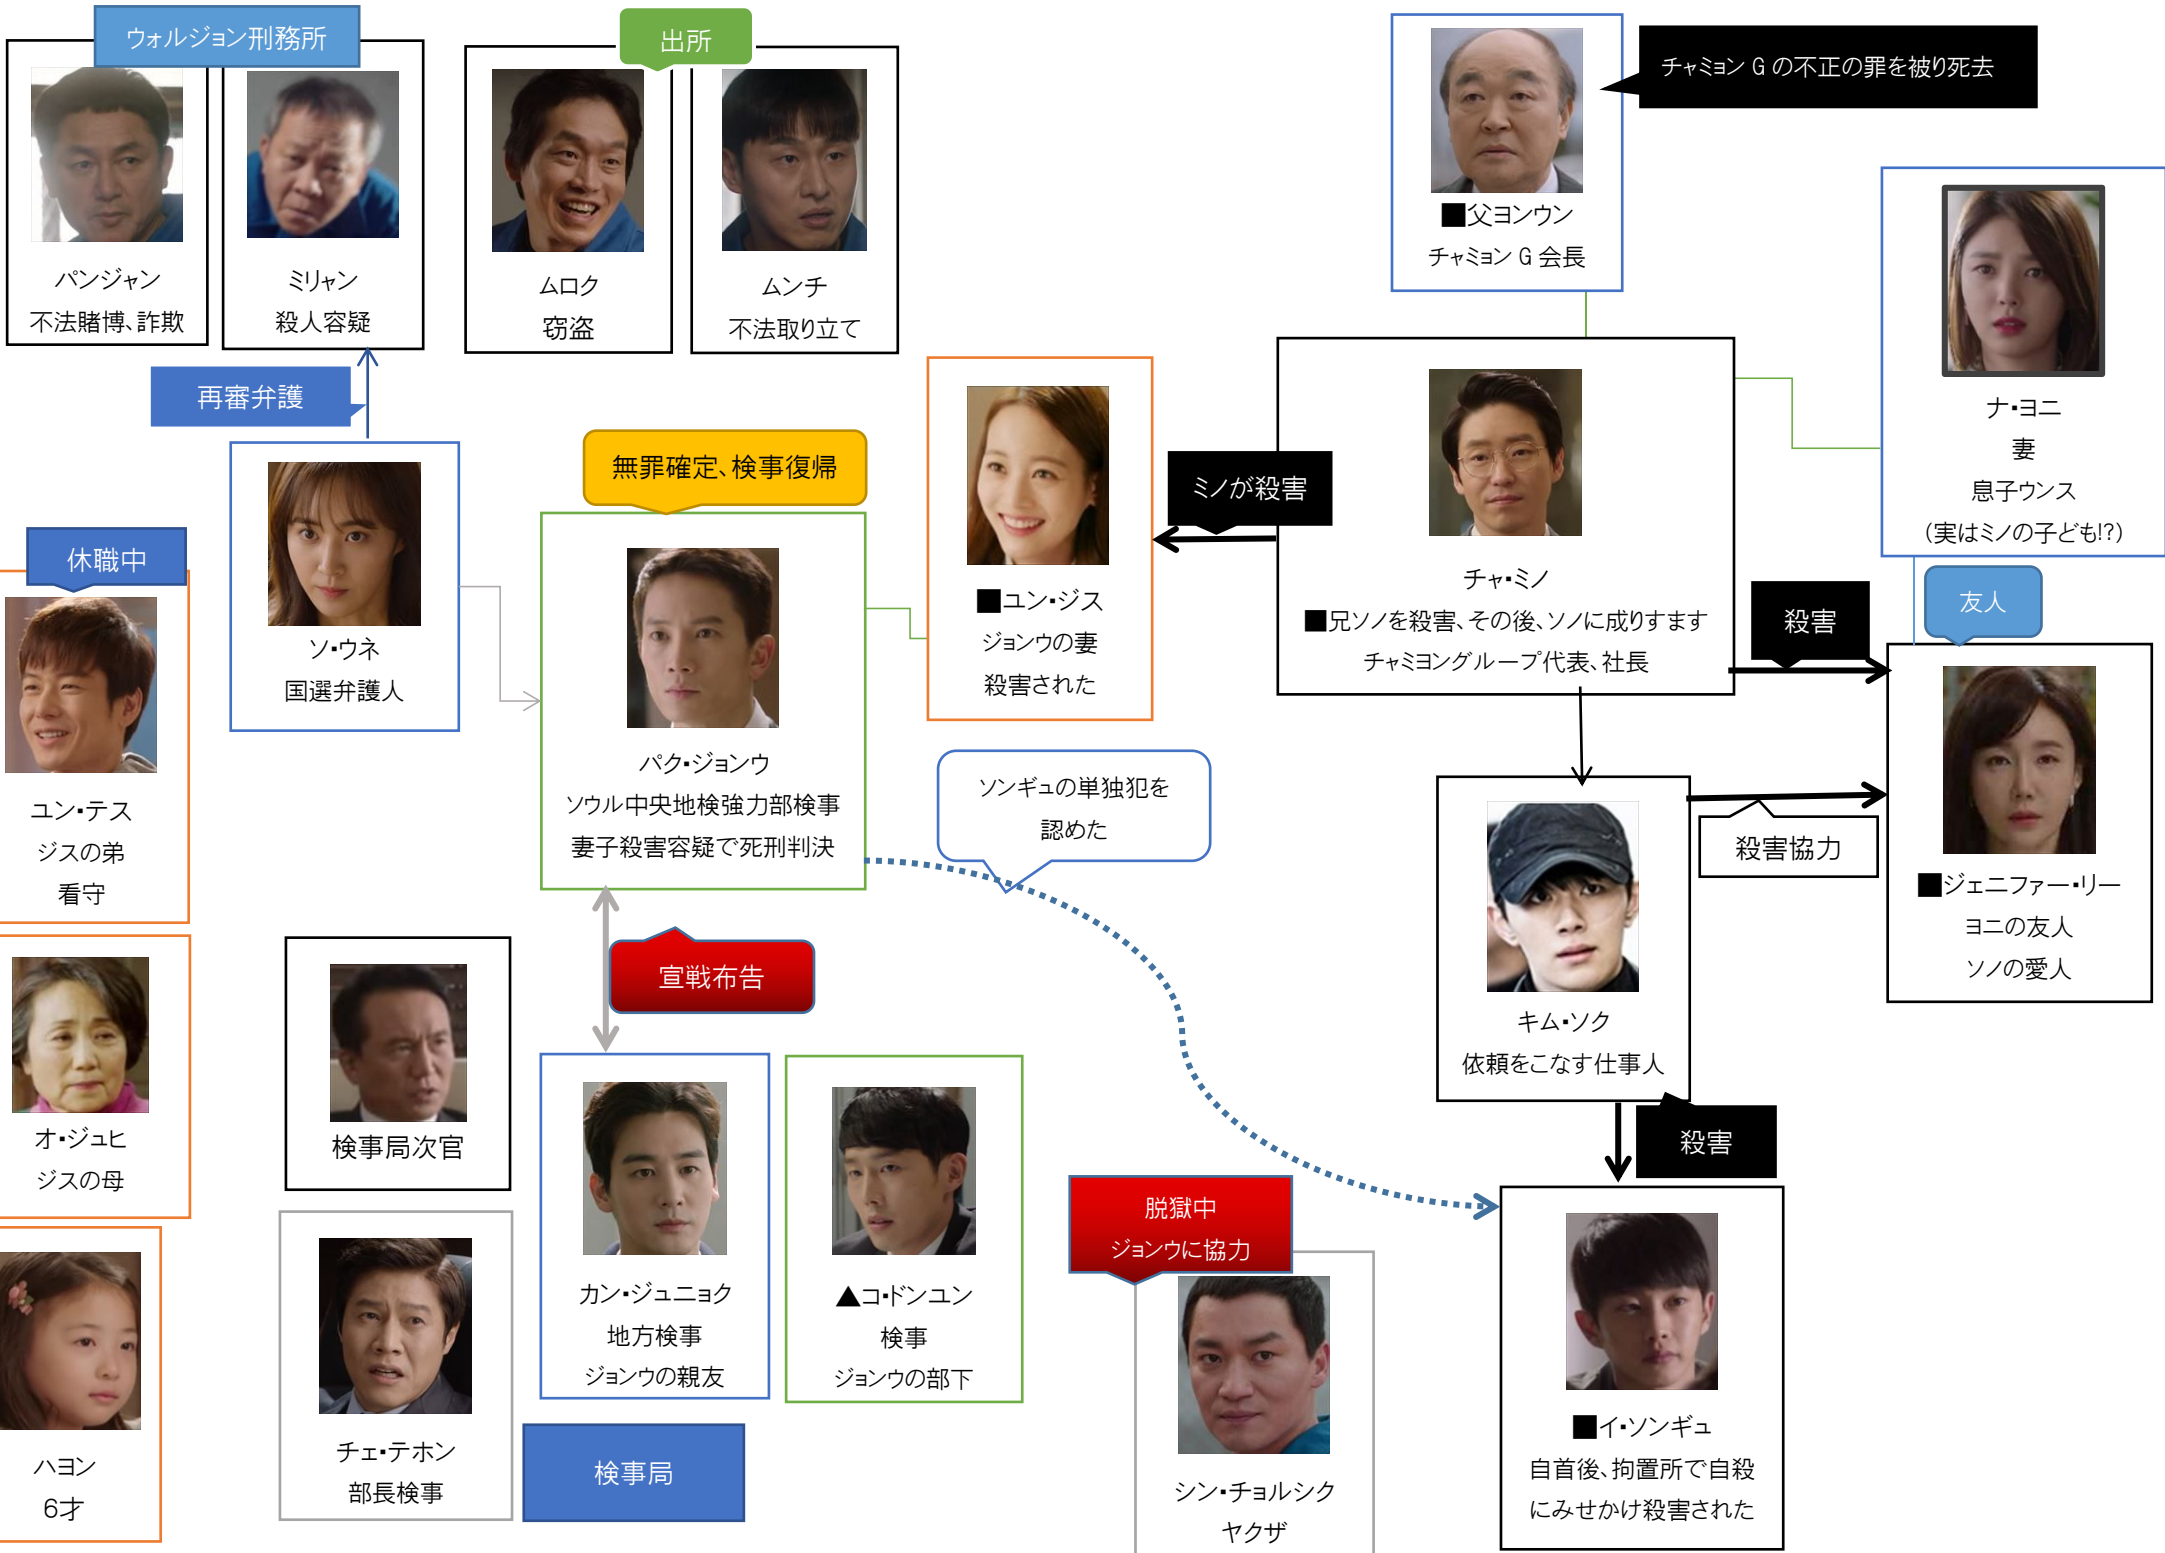 ウォルジョン刑務所
パンジャン
不法賭博、詐欺
ミリャン
殺人容疑
出所
ムロク
窃盗
ムンチ
不法取り立て
■父ヨンウン
チャミョン G 会長
チャミョン G の不正の罪を被り死去
ナ・ヨニ
妻
息子ウンス
（実はミノの子ども!?）
再審弁護
ソ・ウネ
国選弁護人
無罪確定、検事復帰
パク・ジョンウ
ソウル中央地検強力部検事
妻子殺害容疑で死刑判決
■ユン・ジス
ジョンウの妻
殺害された
ミノが殺害
チャ・ミノ
■兄ソノを殺害、その後、ソノに成りすます
チャミヨングループ代表、社長
殺害
友人
■ジェニファー・リー
ヨニの友人
ソノの愛人
休職中
ユン・テス
ジスの弟
看守
ソンギュの単独犯を
認めた
殺害協力
キム・ソク
依頼をこなす仕事人
オ・ジュヒ
ジスの母
検事局次官
宣戦布告
カン・ジュニョク
地方検事
ジョンウの親友
▲コ・ドンユン
検事
ジョンウの部下
殺害
脱獄中
ジョンウに協力
シン・チョルシク
ヤクザ
■イ・ソンギュ
自首後、拘置所で自殺
にみせかけ殺害された
ハヨン
6才
チェ・テホン
部長検事
検事局